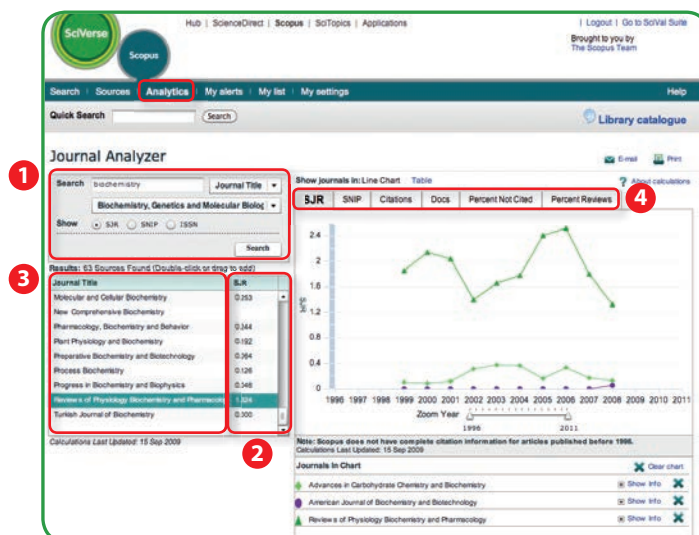 SciVerse
Scopus
Hub | ScienceDirect | Scopus | SciTopics | Applications
| Logout | Go to SciVal Suite
Brought to you by
The Scopus Team
Search | Sources | Analytics | My alerts | My list | My settings
Help
Quick Search
Search
Library catalogue
Journal Analyzer
E-mail Print
1
Search biochemistry Journal Title
Biochemistry, Genetics and Molecular Biolog
Show SJR SNIP ISSN
Search
Show journals in: Line Chart Table
? About calculations
SJR SNIP Citations Docs Percent Not Cited Percent Reviews
4
3
Results: 63 Sources Found (Double-click or drag to add)
Journal Title SJR
Molecular and Cellular Biochemistry 0.253
New Comprehensive Biochemistry
Pharmacology, Biochemistry and Behavior 0.244
Plant Physiology and Biochemistry 0.192
Preparative Biochemistry and Biotechnology 0.064
Process Biochemistry 0.126
Progress in Biochemistry and Biophysics 0.048
Reviews of Physiology Biochemistry and Pharmacolo 1.324
Turkish Journal of Biochemistry 0.030
Calculations Last Updated: 15 Sep 2009
2
SJR
2.4
2
1.6
1.2
0.8
0.4
0
1996 1997 1998 1999 2000 2001 2002 2003 2004 2005 2006 2007 2008 2009 2010 2011
Zoom Year
1996 2011
Note: Scopus does not have complete citation information for articles published before 1996.
Calculations Last Updated: 15 Sep 2009
Journals In Chart
Clear chart
Advances in Carbohydrate Chemistry and Biochemistry Show Info
American Journal of Biochemistry and Biotechnology Show Info
Reviews of Physiology Biochemistry and Pharmacology Show Info